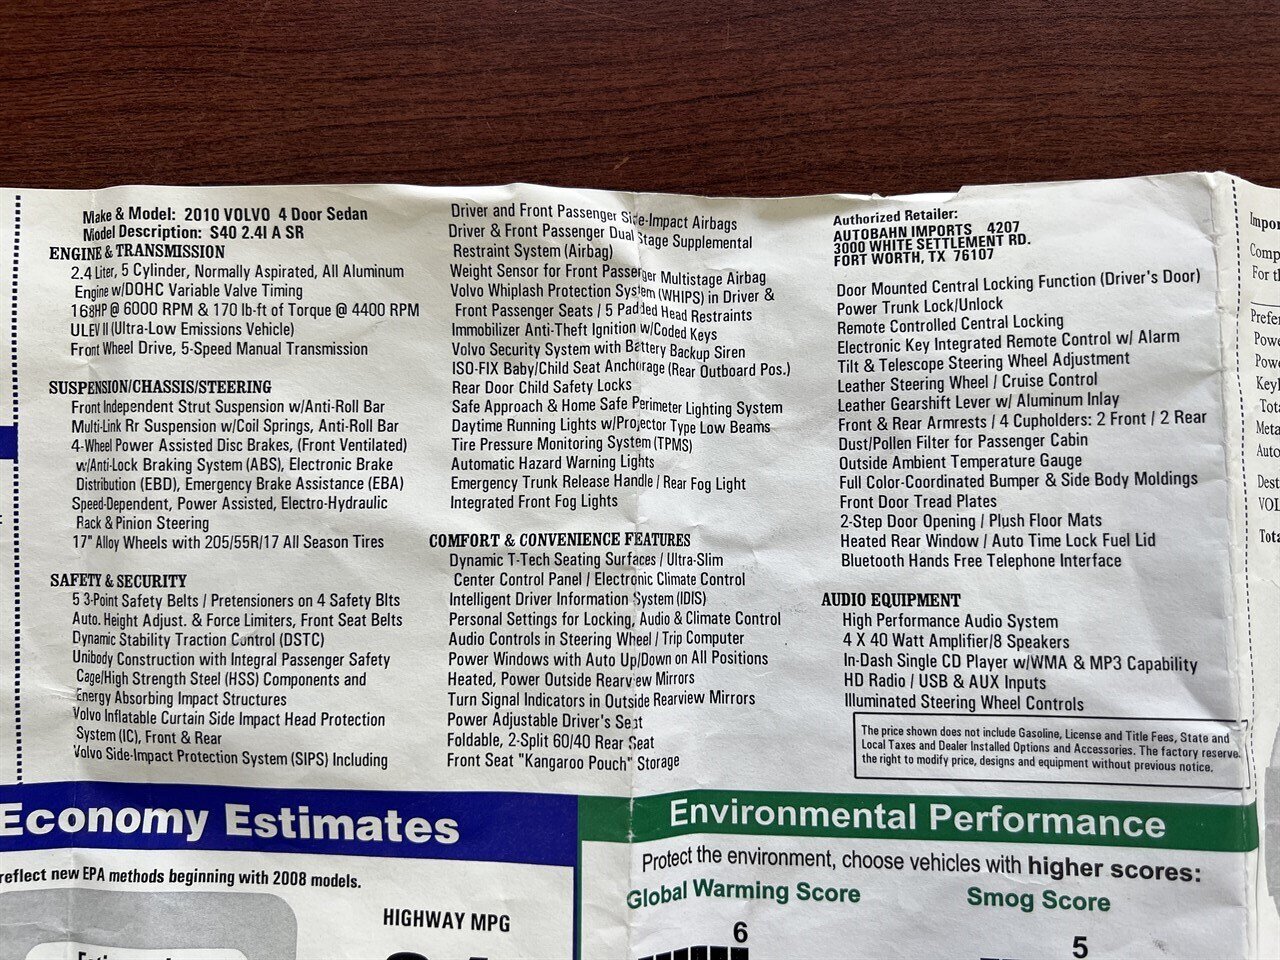 Make & Model: 2010 VOLVO 4 Door Sedan
Model Description: S40 2.4I A SR
ENGINE & TRANSMISSION
2.4 Liter, 5 Cylinder, Normally Aspirated, All Aluminum
Engine w/DOHC Variable Valve Timing
168HP @ 6000 RPM & 170 lb-ft of Torque @ 4400 RPM
ULEV II (Ultra-Low Emissions Vehicle)
Front Wheel Drive, 5-Speed Manual Transmission
SUSPENSION/CHASSIS/STEERING
Front Independent Strut Suspension w/Anti-Roll Bar
Multi-Link Rr Suspension w/Coil Springs, Anti-Roll Bar
4-Wheel Power Assisted Disc Brakes, (Front Ventilated)
w/Anti-Lock Braking System (ABS), Electronic Brake
Distribution (EBD), Emergency Brake Assistance (EBA)
Speed-Dependent, Power Assisted, Electro-Hydraulic
Rack & Pinion Steering
17" Alloy Wheels with 205/55R/17 All Season Tires
SAFETY & SECURITY
5 3-Point Safety Belts / Pretensioners on 4 Safety Blts
Auto. Height Adjust. & Force Limiters, Front Seat Belts
Dynamic Stability Traction Control (DSTC)
Unibody Construction with Integral Passenger Safety
Cage/High Strength Steel (HSS) Components and
Energy Absorbing Impact Structures
Volvo Inflatable Curtain Side Impact Head Protection
System (IC), Front & Rear
Volvo Side-Impact Protection System (SIPS) Including
Driver and Front Passenger Side-Impact Airbags
Driver & Front Passenger Dual Stage Supplemental
Restraint System (Airbag)
Weight Sensor for Front Passenger Multistage Airbag
Volvo Whiplash Protection System (WHIPS) in Driver &
Front Passenger Seats / 5 Padded Head Restraints
Immobilizer Anti-Theft Ignition w/Coded Keys
Volvo Security System with Battery Backup Siren
ISO-FIX Baby/Child Seat Anchorage (Rear Outboard Pos.)
Rear Door Child Safety Locks
Safe Approach & Home Safe Perimeter Lighting System
Daytime Running Lights w/Projector Type Low Beams
Tire Pressure Monitoring System (TPMS)
Automatic Hazard Warning Lights
Emergency Trunk Release Handle / Rear Fog Light
Integrated Front Fog Lights
COMFORT & CONVENIENCE FEATURES
Dynamic T-Tech Seating Surfaces / Ultra-Slim
Center Control Panel / Electronic Climate Control
Intelligent Driver Information System (IDIS)
Personal Settings for Locking, Audio & Climate Control
Audio Controls in Steering Wheel / Trip Computer
Power Windows with Auto Up/Down on All Positions
Heated, Power Outside Rearview Mirrors
Turn Signal Indicators in Outside Rearview Mirrors
Power Adjustable Driver's Seat
Foldable, 2-Split 60/40 Rear Seat
Front Seat "Kangaroo Pouch" Storage
Authorized Retailer:
AUTOBAHN IMPORTS 4207
3000 WHITE SETTLEMENT RD.
FORT WORTH, TX 76107
Door Mounted Central Locking Function (Driver's Door)
Power Trunk Lock/Unlock
Remote Controlled Central Locking
Electronic Key Integrated Remote Control w/ Alarm
Tilt & Telescope Steering Wheel Adjustment
Leather Steering Wheel / Cruise Control
Leather Gearshift Lever w/ Aluminum Inlay
Front & Rear Armrests / 4 Cupholders: 2 Front / 2 Rear
Dust/Pollen Filter for Passenger Cabin
Outside Ambient Temperature Gauge
Full Color-Coordinated Bumper & Side Body Moldings
Front Door Tread Plates
2-Step Door Opening / Plush Floor Mats
Heated Rear Window / Auto Time Lock Fuel Lid
Bluetooth Hands Free Telephone Interface
AUDIO EQUIPMENT
High Performance Audio System
4 X 40 Watt Amplifier/8 Speakers
In-Dash Single CD Player w/WMA & MP3 Capability
HD Radio / USB & AUX Inputs
Illuminated Steering Wheel Controls
The price shown does not include Gasoline, License and Title Fees, State and
Local Taxes and Dealer Installed Options and Accessories. The factory reserve
the right to modify price, designs and equipment without previous notice.
Impor
Comp
For th
Prefer
Powe
Powe
Keyl
Tota
Meta
Auto
Dest
VOL
Tota
Economy Estimates
reflect new EPA methods beginning with 2008 models.
HIGHWAY MPG
Environmental Performance
Protect the environment, choose vehicles with higher scores:
Global Warming Score
6
Smog Score
5